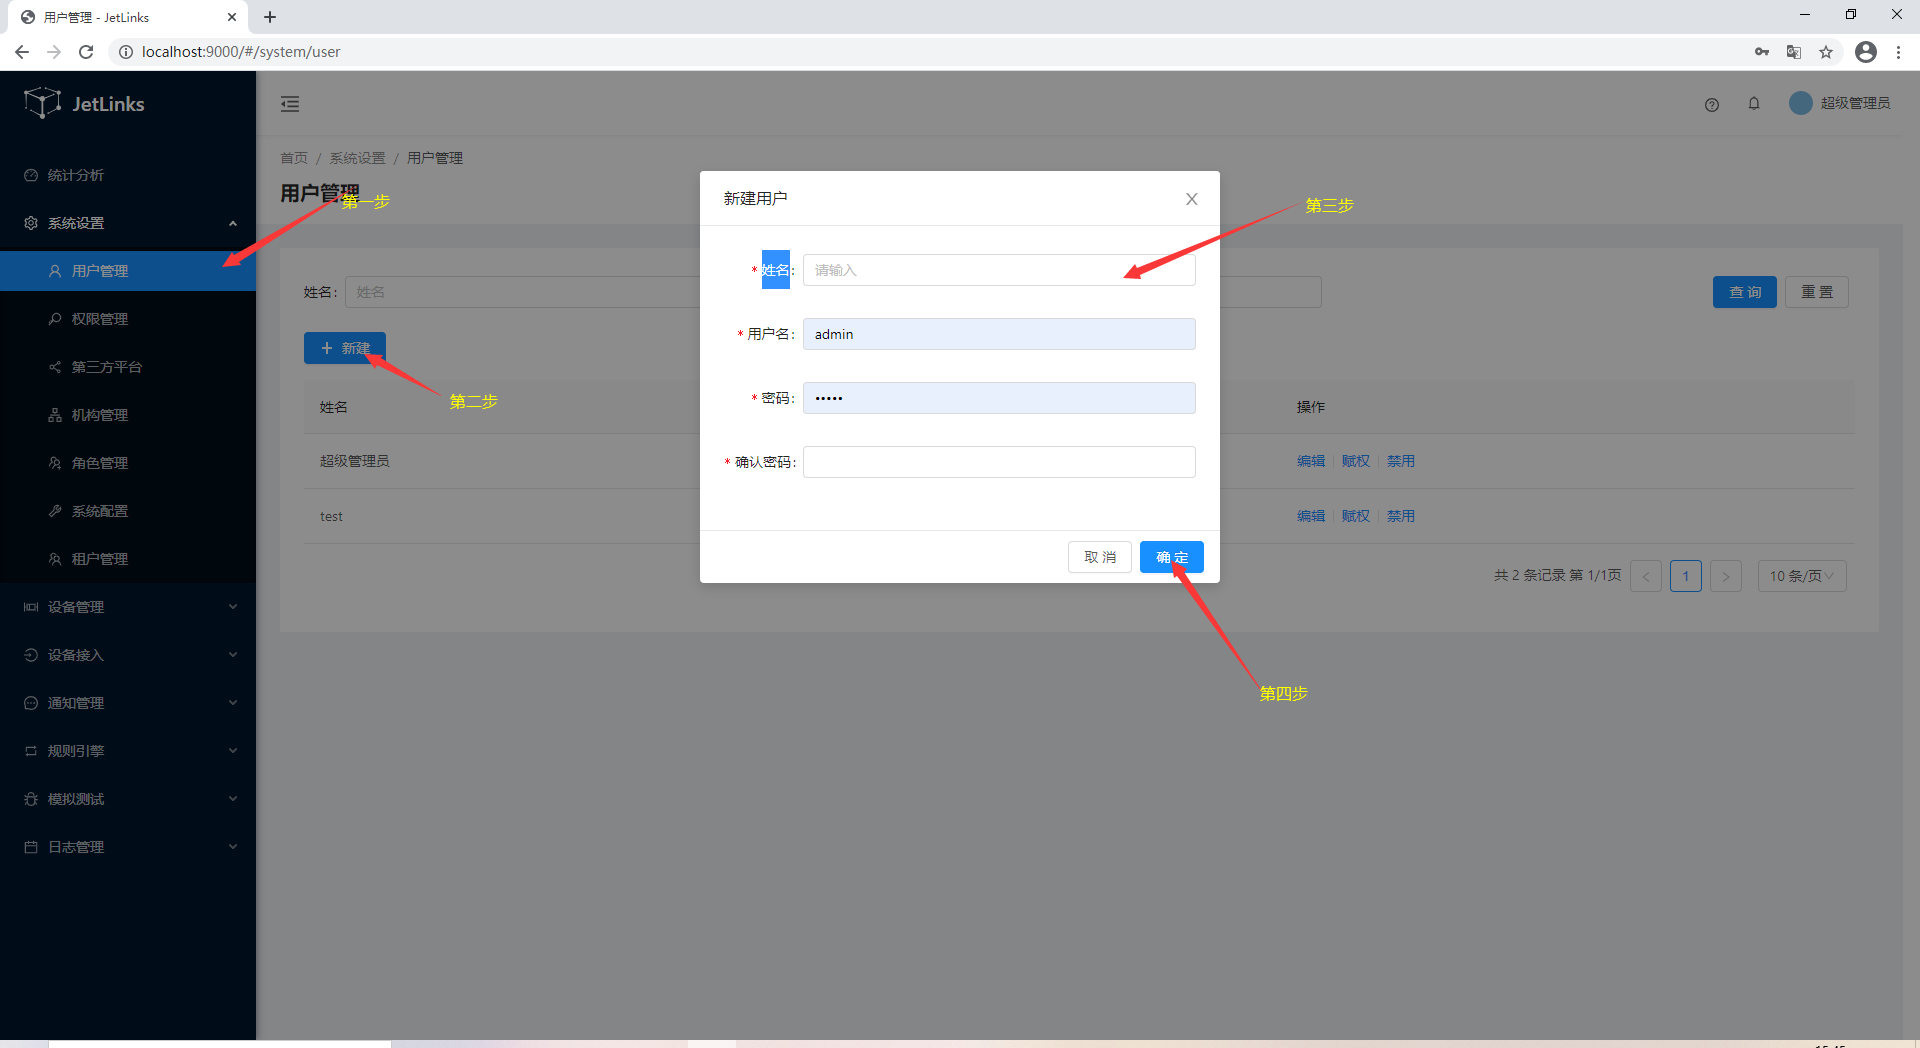 用户管理 - JetLinks
localhost:9000/#/system/user
JetLinks
超级管理员
统计分析
系统设置
用户管理
权限管理
第三方平台
机构管理
角色管理
系统配置
租户管理
设备管理
设备接入
通知管理
规则引擎
模拟测试
日志管理
首页 / 系统设置 / 用户管理
用户管理
第一步
姓名: 姓名
查 询 重 置
+ 新建
第二步
姓名 操作
超级管理员 编辑 赋权 禁用
test 编辑 赋权 禁用
共 2 条记录 第 1/1页 < 1 > 10 条/页
新建用户 X
第三步
* 姓名: 请输入
* 用户名: admin
* 密码: •••••
* 确认密码:
取 消 确 定
第四步